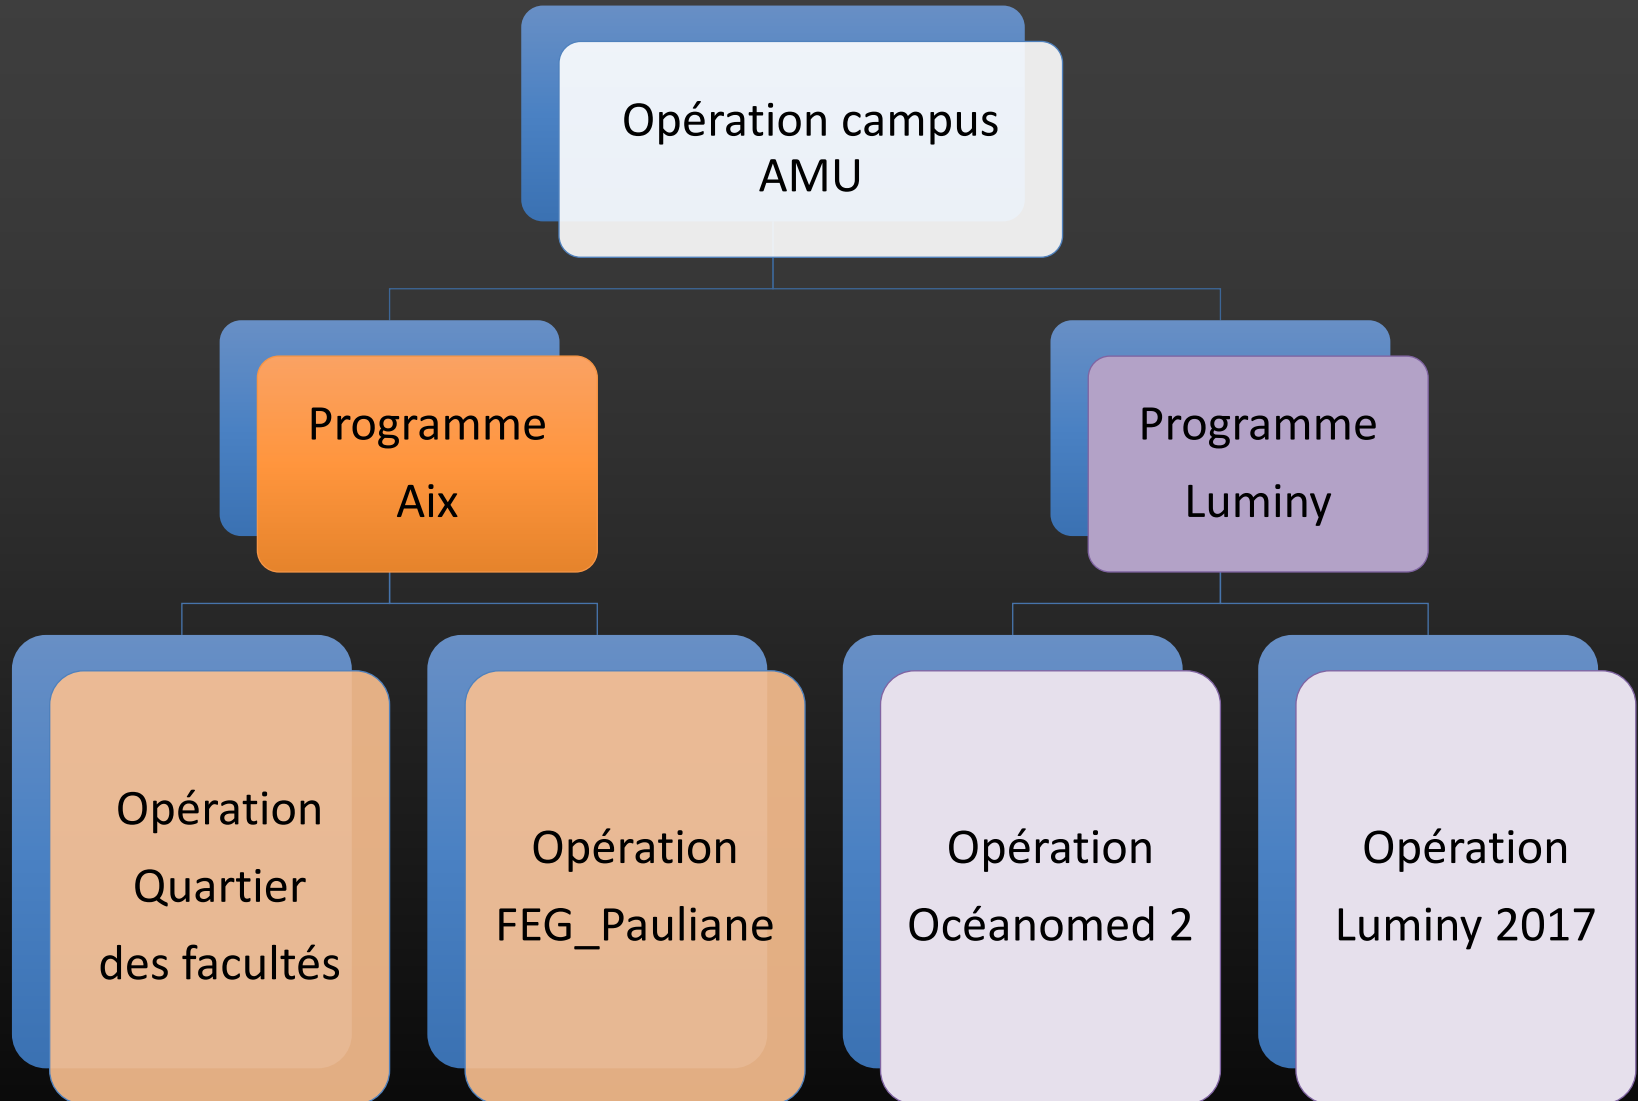 Opération campus
AMU
Programme
Aix
Programme
Luminy
Opération
Quartier
des facultés
Opération
FEG_Pauliane
Opération
Océanomed 2
Opération
Luminy 2017